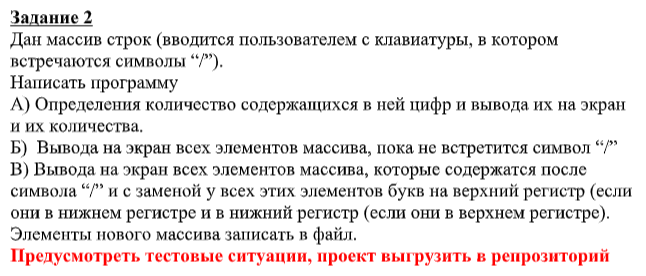 Задание 2
Дан массив строк (вводится пользователем с клавиатуры, в котором
встречаются символы “/”).
Написать программу
А) Определения количество содержащихся в ней цифр и вывода их на экран
и их количества.
Б)  Вывода на экран всех элементов массива, пока не встретится символ “/”
В) Вывода на экран всех элементов массива, которые содержатся после
символа “/” и с заменой у всех этих элементов букв на верхний регистр (если
они в нижнем регистре и в нижний регистр (если они в верхнем регистре).
Элементы нового массива записать в файл.
Предусмотреть тестовые ситуации, проект выгрузить в репрозиторий